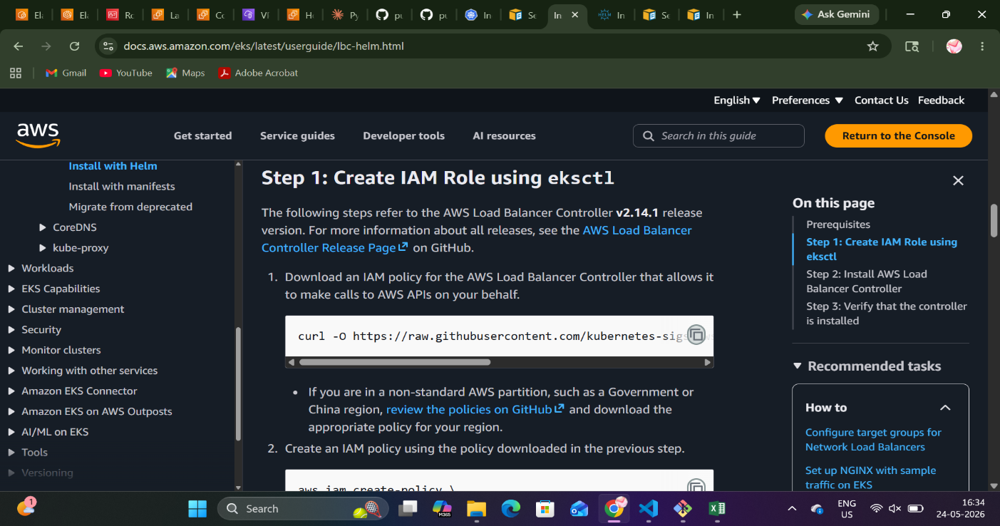 El
El
Ro
La
Co
VI
Ho
Py
pu
pu
In
Se
In
In
Se
In
Ask Gemini
docs.aws.amazon.com/eks/latest/userguide/lbc-helm.html
Gmail
YouTube
Maps
Adobe Acrobat
English
Preferences
Contact Us
Feedback
aws
Get started
Service guides
Developer tools
AI resources
Search in this guide
Return to the Console
Install with Helm
Install with manifests
Migrate from deprecated
CoreDNS
kube-proxy
Workloads
EKS Capabilities
Cluster management
Security
Monitor clusters
Working with other services
Amazon EKS Connector
Amazon EKS on AWS Outposts
AI/ML on EKS
Tools
Versioning
Step 1: Create IAM Role using eksctl
The following steps refer to the AWS Load Balancer Controller v2.14.1 release
version. For more information about all releases, see the AWS Load Balancer
Controller Release Page on GitHub.
1. Download an IAM policy for the AWS Load Balancer Controller that allows it
to make calls to AWS APIs on your behalf.
curl -O https://raw.githubusercontent.com/kubernetes-sigs
• If you are in a non-standard AWS partition, such as a Government or
China region, review the policies on GitHub and download the
appropriate policy for your region.
2. Create an IAM policy using the policy downloaded in the previous step.
aws iam create-policy \
On this page
Prerequisites
Step 1: Create IAM Role using
eksctl
Step 2: Install AWS Load
Balancer Controller
Step 3: Verify that the controller
is installed
Recommended tasks
How to
Configure target groups for
Network Load Balancers
Set up NGINX with sample
traffic on EKS
1
Search
M365
ENG
US
16:34
24-05-2026